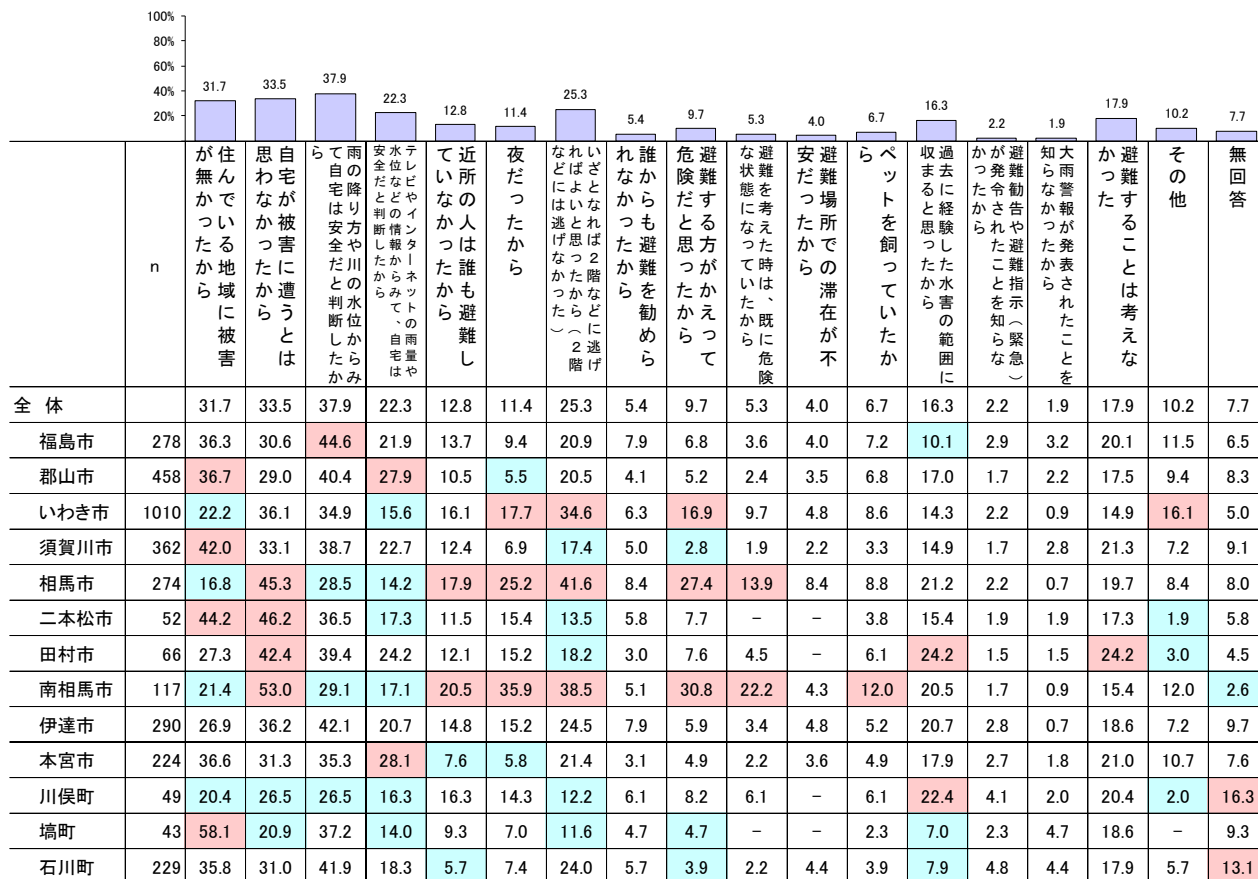 100%
80%
60%
40%
20%
31.7 33.5 37.9 22.3 12.8 11.4 25.3 5.4 9.7 5.3 4.0 6.7 16.3 2.2 1.9 17.9 10.2 7.7
n
住んでいる地域に被害
が無かったから
自宅が被害に遭うとは
思わなかったから
雨の降り方や川の水位からみ
て自宅は安全だと判断したか
ら
テレビやインターネットの雨量や
水位などの情報からみて、自宅は
安全だと判断したから
近所の人は誰も避難し
ていなかったから
夜だったから
いざとなれば2階などに逃げ
ればよいと思ったから(2階
などには逃げなかった)
誰からも避難を勧めら
れなかったから
避難する方がかえって
危険だと思ったから
避難を考えた時は、既に危険
な状態になっていたから
避難場所での滞在が不
安だったから
ペットを飼っていたか
ら
過去に経験した水害の範囲に
収まると思ったから
避難勧告や避難指示(緊急)
が発令されたことを知らな
かったから
大雨警報が発表されたことを
知らなかったから
避難することは考えな
かった
その他
無回答
全 体 31.7 33.5 37.9 22.3 12.8 11.4 25.3 5.4 9.7 5.3 4.0 6.7 16.3 2.2 1.9 17.9 10.2 7.7
福島市 278 36.3 30.6 44.6 21.9 13.7 9.4 20.9 7.9 6.8 3.6 4.0 7.2 10.1 2.9 3.2 20.1 11.5 6.5
郡山市 458 36.7 29.0 40.4 27.9 10.5 5.5 20.5 4.1 5.2 2.4 3.5 6.8 17.0 1.7 2.2 17.5 9.4 8.3
いわき市 1010 22.2 36.1 34.9 15.6 16.1 17.7 34.6 6.3 16.9 9.7 4.8 8.6 14.3 2.2 0.9 14.9 16.1 5.0
須賀川市 362 42.0 33.1 38.7 22.7 12.4 6.9 17.4 5.0 2.8 1.9 2.2 3.3 14.9 1.7 2.8 21.3 7.2 9.1
相馬市 274 16.8 45.3 28.5 14.2 17.9 25.2 41.6 8.4 27.4 13.9 8.4 8.8 21.2 2.2 0.7 19.7 8.4 8.0
二本松市 52 44.2 46.2 36.5 17.3 11.5 15.4 13.5 5.8 7.7 － － 3.8 15.4 1.9 1.9 17.3 1.9 5.8
田村市 66 27.3 42.4 39.4 24.2 12.1 15.2 18.2 3.0 7.6 4.5 － 6.1 24.2 1.5 1.5 24.2 3.0 4.5
南相馬市 117 21.4 53.0 29.1 17.1 20.5 35.9 38.5 5.1 30.8 22.2 4.3 12.0 20.5 1.7 0.9 15.4 12.0 2.6
伊達市 290 26.9 36.2 42.1 20.7 14.8 15.2 24.5 7.9 5.9 3.4 4.8 5.2 20.7 2.8 0.7 18.6 7.2 9.7
本宮市 224 36.6 31.3 35.3 28.1 7.6 5.8 21.4 3.1 4.9 2.2 3.6 4.9 17.9 2.7 1.8 21.0 10.7 7.6
川俣町 49 20.4 26.5 26.5 16.3 16.3 14.3 12.2 6.1 8.2 6.1 － 6.1 22.4 4.1 2.0 20.4 2.0 16.3
塙町 43 58.1 20.9 37.2 14.0 9.3 7.0 11.6 4.7 4.7 － － 2.3 7.0 2.3 4.7 18.6 － 9.3
石川町 229 35.8 31.0 41.9 18.3 5.7 7.4 24.0 5.7 3.9 2.2 4.4 3.9 7.9 4.8 4.4 17.9 5.7 13.1